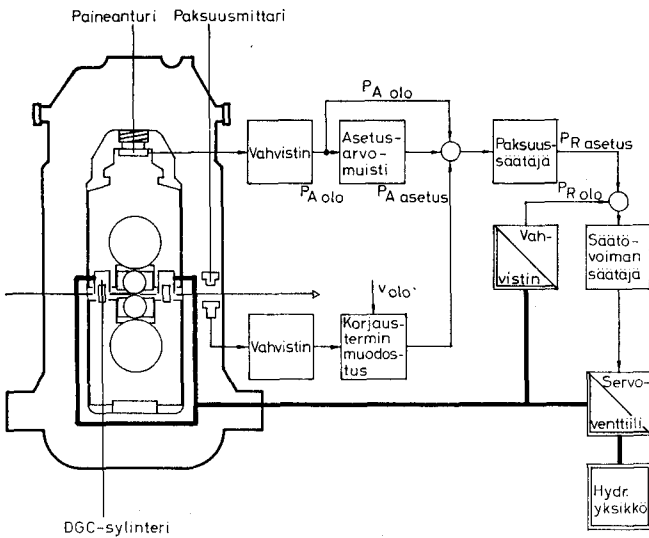 Paineanturi
Paksuusmittari
P_A olo
Vahvistin
Asetus-
arvo-
muisti
Paksuus-
säätäjä
P_R asetus
P_A olo
P_A asetus
P_R olo
Vah-
vistin
Säätö-
voiman
säätäjä
v_olo
Vahvistin
Korjaus-
termin
muodos-
tus
Servo-
venttiili
Hydr.
yksikkö
DGC-sylinteri